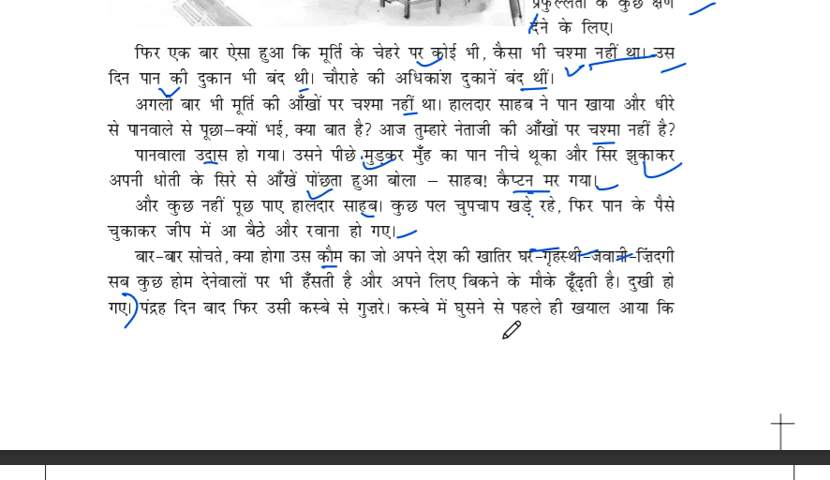 प्रफुल्लता के कुछ क्षण
देने के लिए।
फिर एक बार ऐसा हुआ कि मूर्ति के चेहरे पर कोई भी, कैसा भी चश्मा नहीं था। उस
दिन पान की दुकान भी बंद थी। चौराहे की अधिकांश दुकानें बंद थीं।
अगली बार भी मूर्ति की आँखों पर चश्मा नहीं था। हालदार साहब ने पान खाया और धीरे
से पानवाले से पूछा–क्यों भई, क्या बात है? आज तुम्हारे नेताजी की आँखों पर चश्मा नहीं है?
पानवाला उदास हो गया। उसने पीछे मुड़कर मुँह का पान नीचे थूका और सिर झुकाकर
अपनी धोती के सिरे से आँखें पोंछता हुआ बोला – साहब! कैप्टन मर गया।
और कुछ नहीं पूछ पाए हालदार साहब। कुछ पल चुपचाप खड़े रहे, फिर पान के पैसे
चुकाकर जीप में आ बैठे और रवाना हो गए।
बार-बार सोचते, क्या होगा उस कौम का जो अपने देश की खातिर घर-गृहस्थी-जवानी-ज़िंदगी
सब कुछ होम देनेवालों पर भी हँसती है और अपने लिए बिकने के मौके ढूँढ़ती है। दुखी हो
गए। पंद्रह दिन बाद फिर उसी कस्बे से गुज़रे। कस्बे में घुसने से पहले ही खयाल आया कि